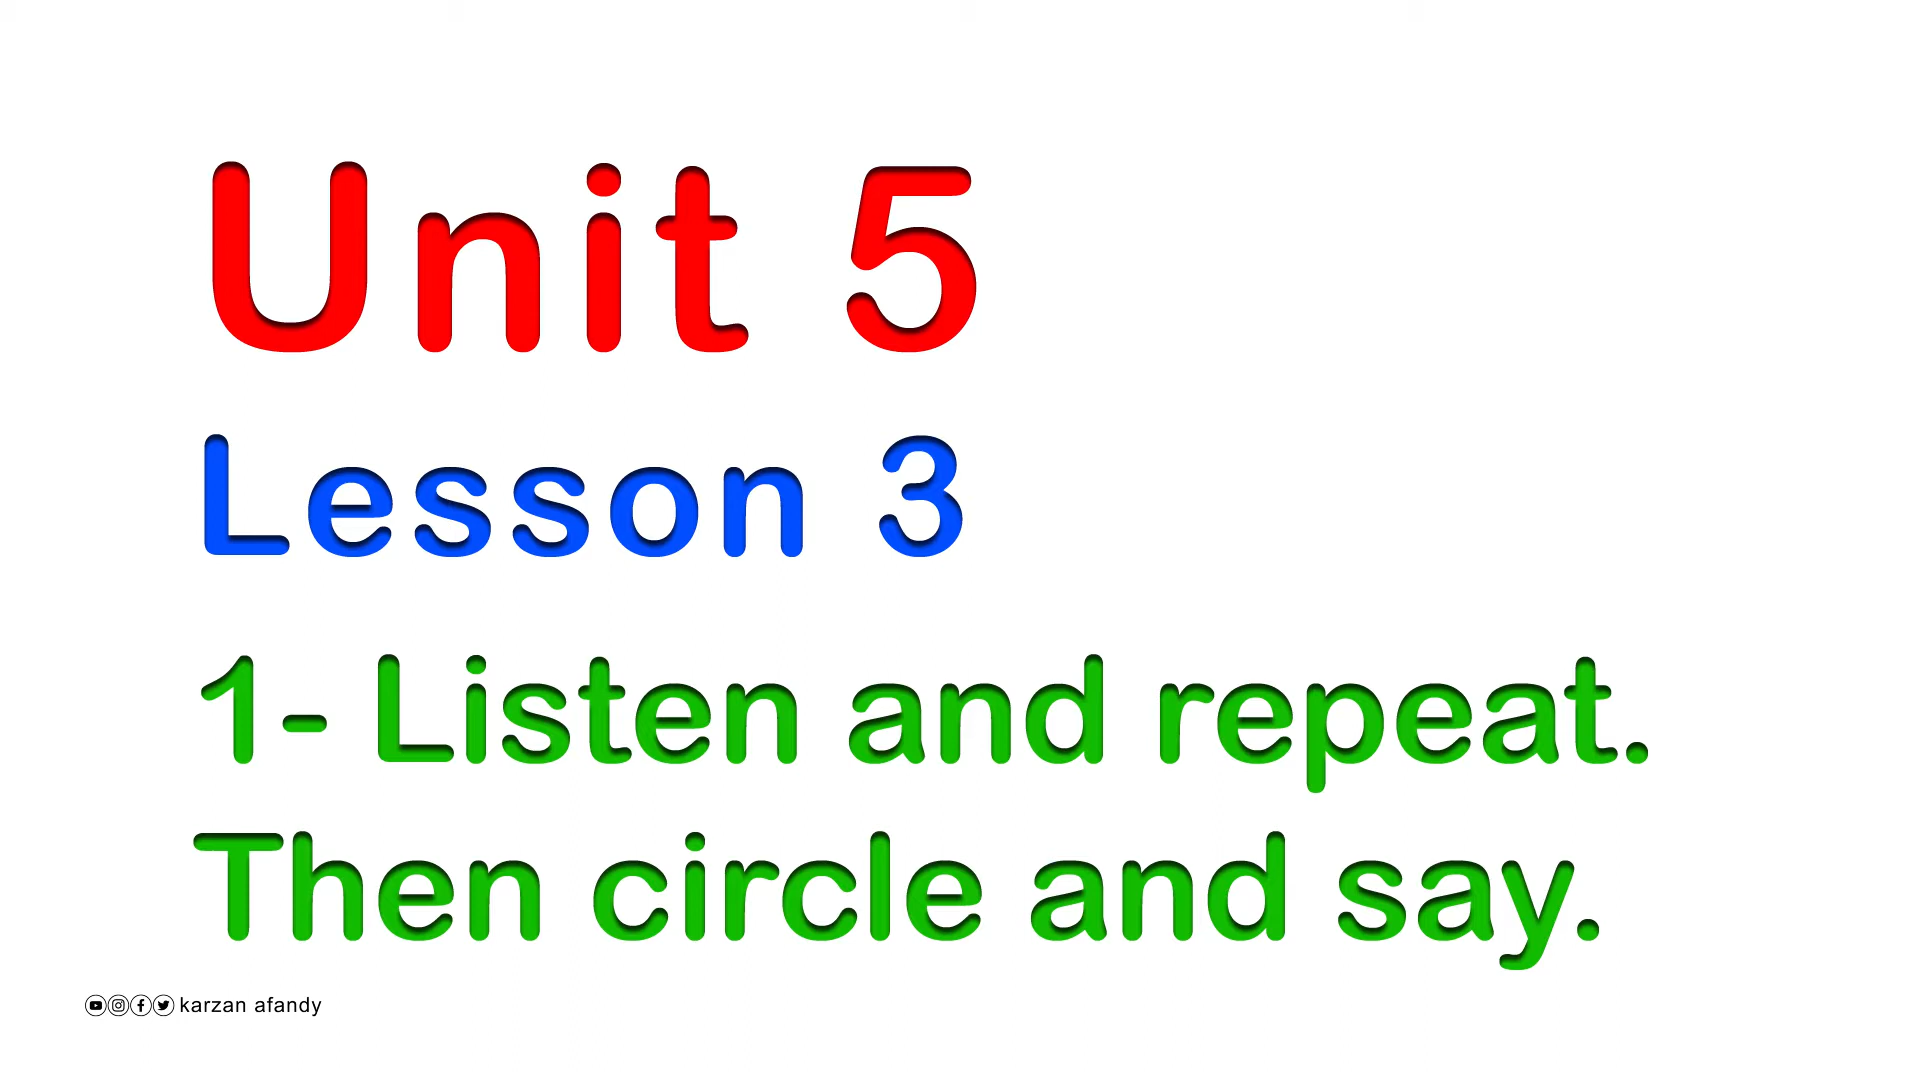 Unit 5
Lesson 3
1- Listen and repeat.
Then circle and say.
karzan afandy